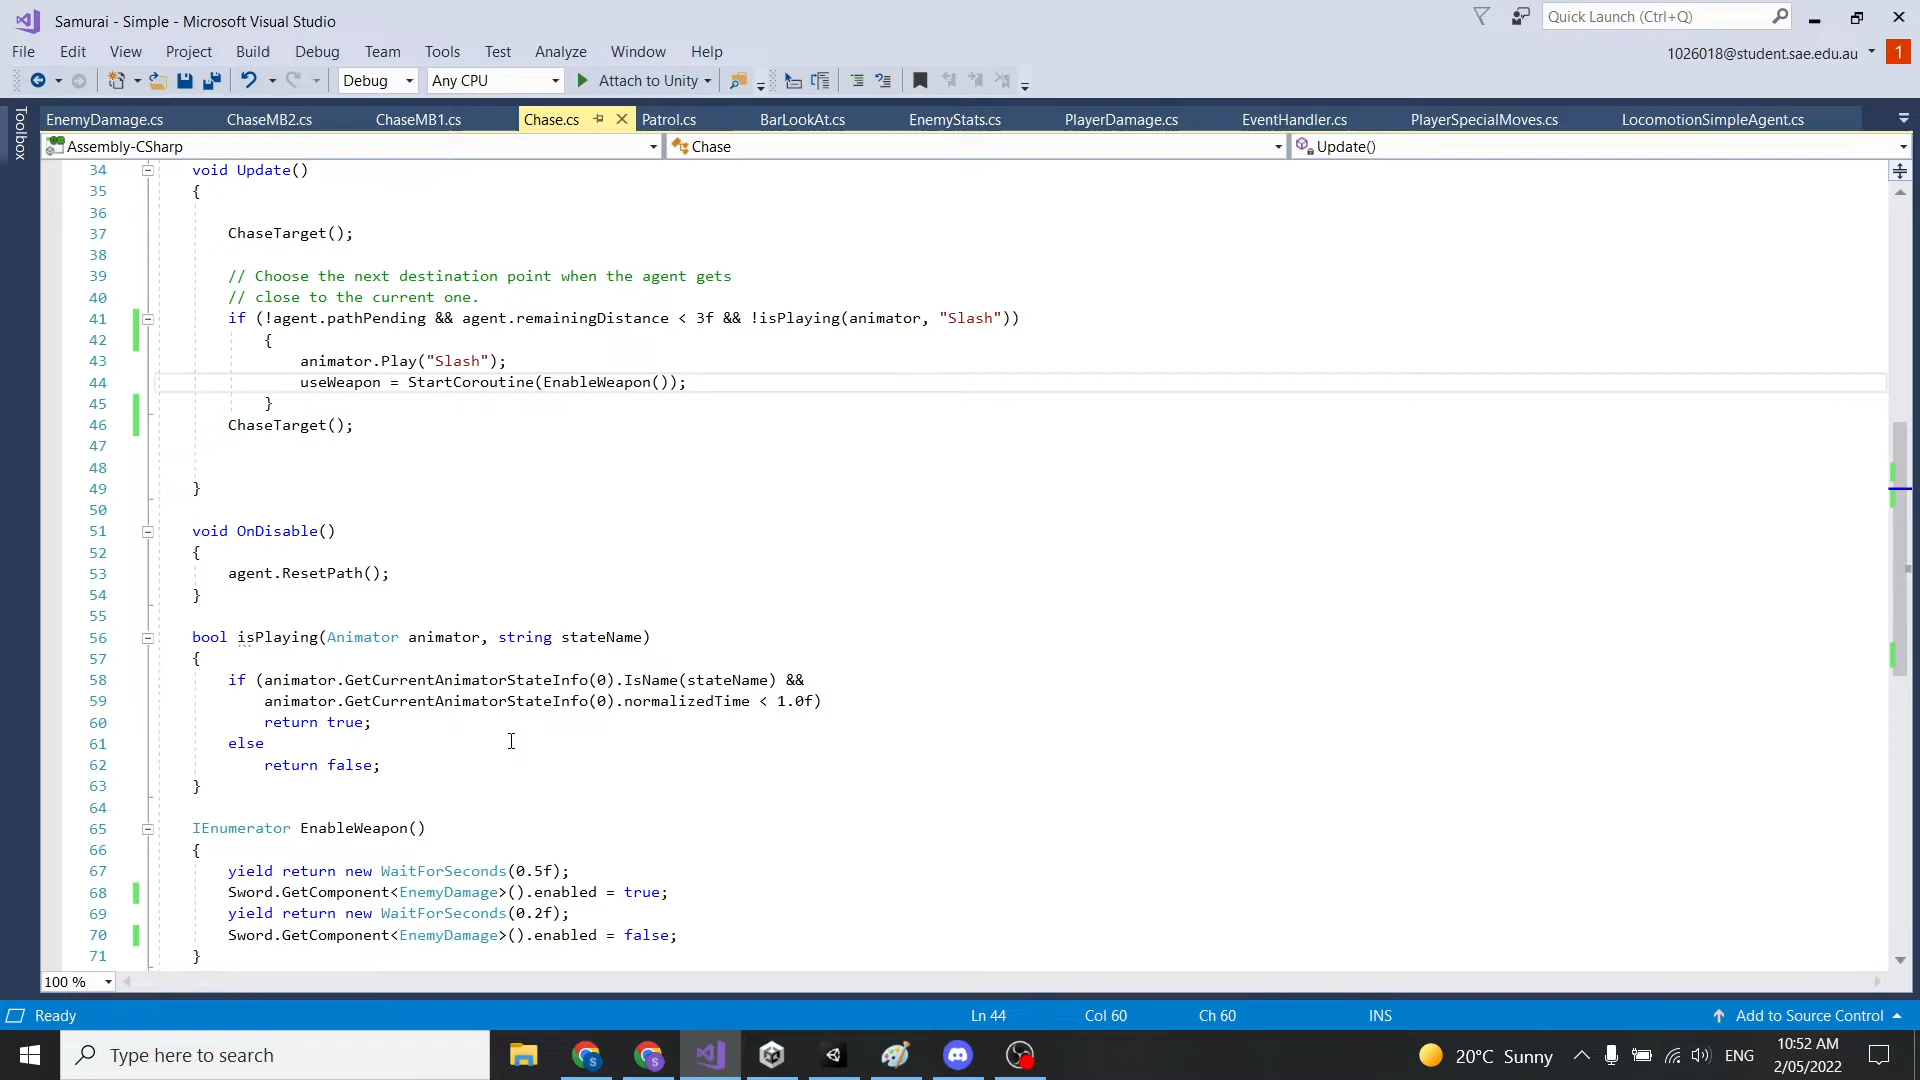 Samurai - Simple - Microsoft Visual Studio
Quick Launch (Ctrl+Q)
File Edit View Project Build Debug Team Tools Test Analyze Window Help
1026018@student.sae.edu.au
1
Debug Any CPU Attach to Unity
Toolbox
EnemyDamage.cs ChaseMB2.cs ChaseMB1.cs Chase.cs Patrol.cs BarLookAt.cs EnemyStats.cs PlayerDamage.cs EventHandler.cs PlayerSpecialMoves.cs LocomotionSimpleAgent.cs
Assembly-CSharp Chase Update()
34 void Update()
35 {
36
37 ChaseTarget();
38
39 // Choose the next destination point when the agent gets
40 // close to the current one.
41 if (!agent.pathPending && agent.remainingDistance < 3f && !isPlaying(animator, "Slash"))
42 {
43 animator.Play("Slash");
44 useWeapon = StartCoroutine(EnableWeapon());
45 }
46 ChaseTarget();
47
48
49 }
50
51 void OnDisable()
52 {
53 agent.ResetPath();
54 }
55
56 bool isPlaying(Animator animator, string stateName)
57 {
58 if (animator.GetCurrentAnimatorStateInfo(0).IsName(stateName) &&
59 animator.GetCurrentAnimatorStateInfo(0).normalizedTime < 1.0f)
60 return true;
61 else
62 return false;
63 }
64
65 IEnumerator EnableWeapon()
66 {
67 yield return new WaitForSeconds(0.5f);
68 Sword.GetComponent<EnemyDamage>().enabled = true;
69 yield return new WaitForSeconds(0.2f);
70 Sword.GetComponent<EnemyDamage>().enabled = false;
71 }
100 %
Ready Ln 44 Col 60 Ch 60 INS Add to Source Control
Type here to search
20°C Sunny
ENG
10:52 AM
2/05/2022